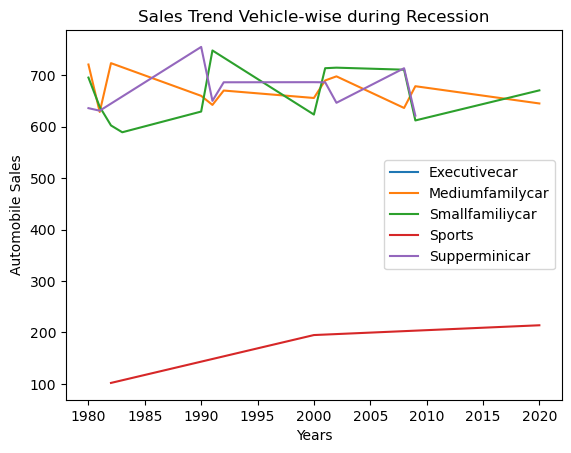 Sales Trend Vehicle-wise during Recession
Automobile Sales
700
600
500
400
300
200
100
Executivecar
Mediumfamilycar
Smallfamiliycar
Sports
Supperminicar
1980 1985 1990 1995 2000 2005 2010 2015 2020
Years